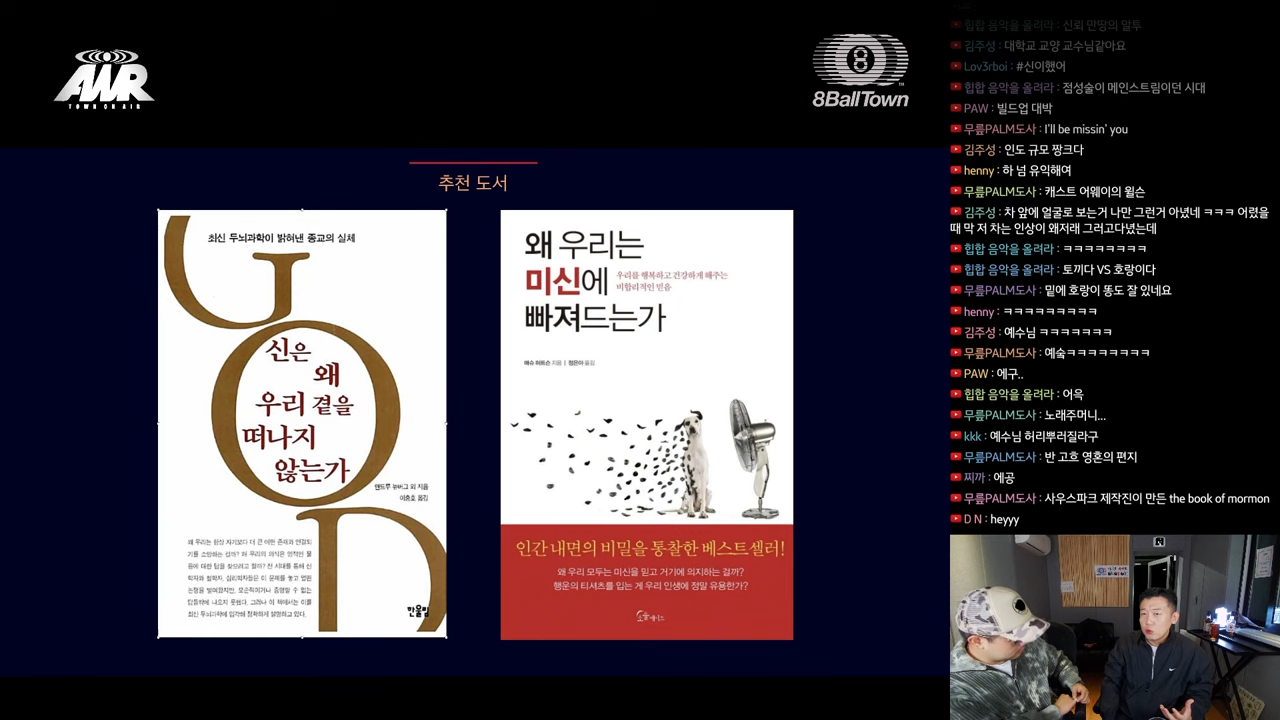 AIR
TOWN ON AIR
8BallTown
추천 도서
최신 두뇌과학이 밝혀낸 종교의 실체
GOD
신은
왜
우리 곁을
떠나지
않는가
앤드루 뉴버그 외 지음
이충호 옮김
한울림
왜 우리는
미신에
빠져드는가
우리를 행복하고 건강하게 해주는
비합리적인 믿음
매슈 허트슨 지음 | 정은아 옮김
인간 내면의 비밀을 통찰한 베스트셀러!
왜 우리 모두는 미신을 믿고 거기에 의지하는 걸까?
행운의 티셔츠를 입는 게 우리 인생에 정말 유용한가?
힙합 음악을 올려라 : 신뢰 만땅의 말투
김주성 : 대학교 교양 교수님같아요
Lov3rboi : #신이했어
힙합 음악을 올려라 : 점성술이 메인스트림이던 시대
PAW : 빌드업 대박
무릎PALM도사 : I'll be missin' you
김주성 : 인도 규모 짱크다
henny : 하 넘 유익해여
무릎PALM도사 : 캐스트 어웨이의 윌슨
김주성 : 차 앞에 얼굴로 보는거 나만 그런거 아녔네 ㅋㅋㅋ 어렸을
때 막 저 차는 인상이 왜저래 그러고다녔는데
힙합 음악을 올려라 : ㅋㅋㅋㅋㅋㅋㅋㅋ
힙합 음악을 올려라 : 토끼다 VS 호랑이다
무릎PALM도사 : 밑에 호랑이 똥도 잘 있네요
henny : ㅋㅋㅋㅋㅋㅋㅋㅋㅋ
김주성 : 예수님 ㅋㅋㅋㅋㅋㅋㅋ
무릎PALM도사 : 예숰ㅋㅋㅋㅋㅋㅋㅋㅋ
PAW : 에구..
힙합 음악을 올려라 : 어윽
무릎PALM도사 : 노래주머니...
kkk : 예수님 허리뿌러질라구
무릎PALM도사 : 반 고흐 영혼의 편지
찌까 : 에공
무릎PALM도사 : 사우스파크 제작진이 만든 the book of mormon
D N : heyyy